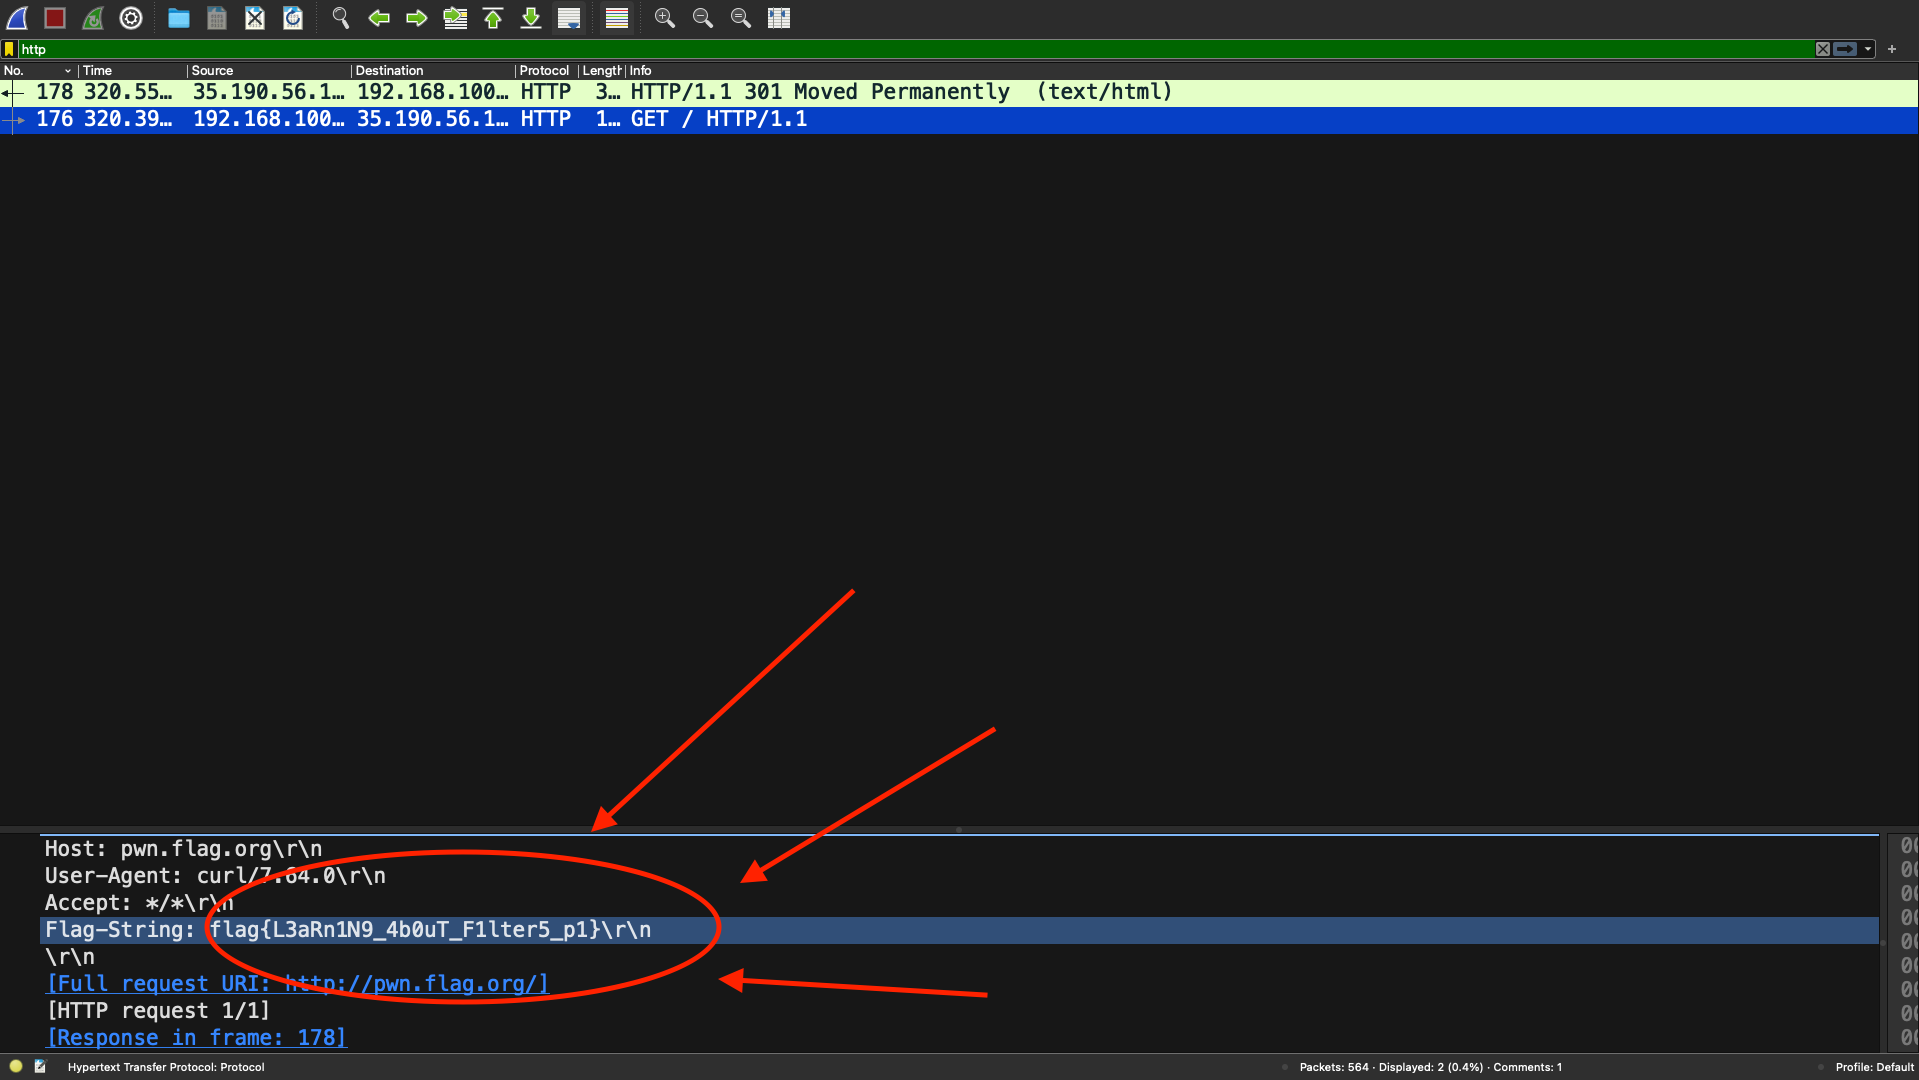 http
No. Time Source Destination Protocol Length Info
178 320.55… 35.190.56.1… 192.168.100… HTTP 3… HTTP/1.1 301 Moved Permanently (text/html)
176 320.39… 192.168.100… 35.190.56.1… HTTP 1… GET / HTTP/1.1
Host: pwn.flag.org\r\n
User-Agent: curl/7.64.0\r\n
Accept: */*\r\n
Flag-String: flag{L3aRn1N9_4b0uT_F1lter5_p1}\r\n
\r\n
[Full request URI: http://pwn.flag.org/]
[HTTP request 1/1]
[Response in frame: 178]
Hypertext Transfer Protocol: Protocol
Packets: 564 · Displayed: 2 (0.4%) · Comments: 1
Profile: Default